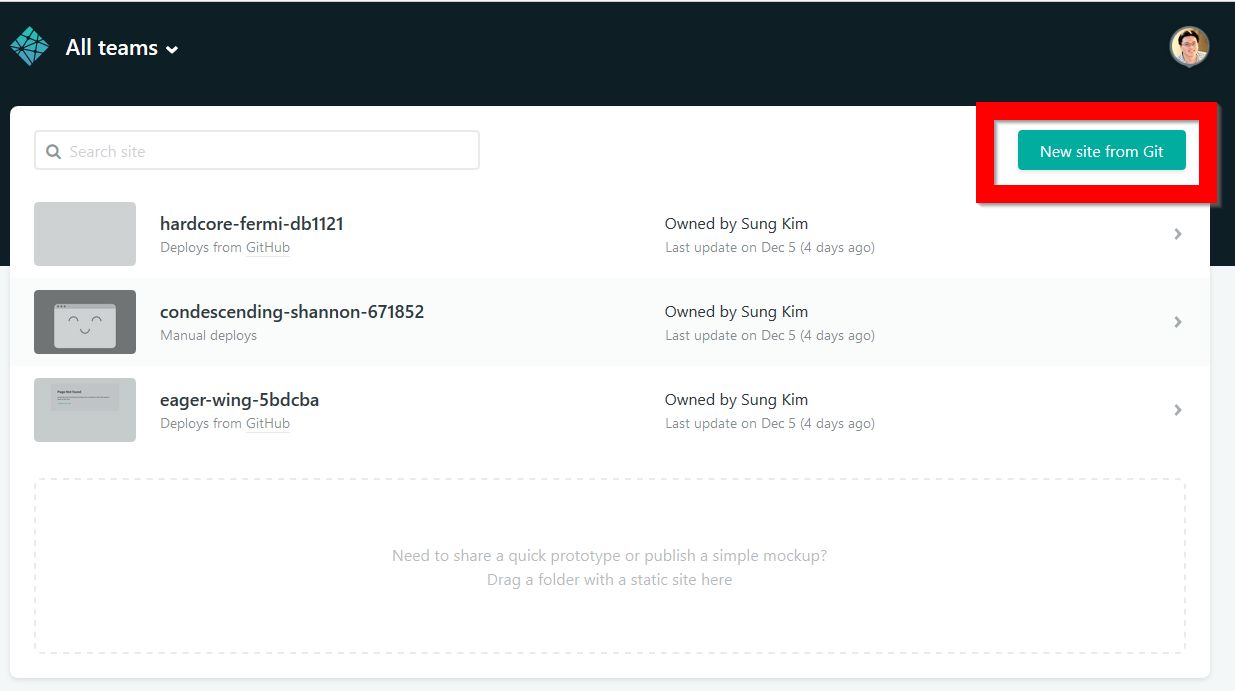 All teams
Search site
New site from Git
hardcore-fermi-db1121
Deploys from GitHub
Owned by Sung Kim
Last update on Dec 5 (4 days ago)
condescending-shannon-671852
Manual deploys
Owned by Sung Kim
Last update on Dec 5 (4 days ago)
eager-wing-5bdcba
Deploys from GitHub
Owned by Sung Kim
Last update on Dec 5 (4 days ago)
Need to share a quick prototype or publish a simple mockup?
Drag a folder with a static site here